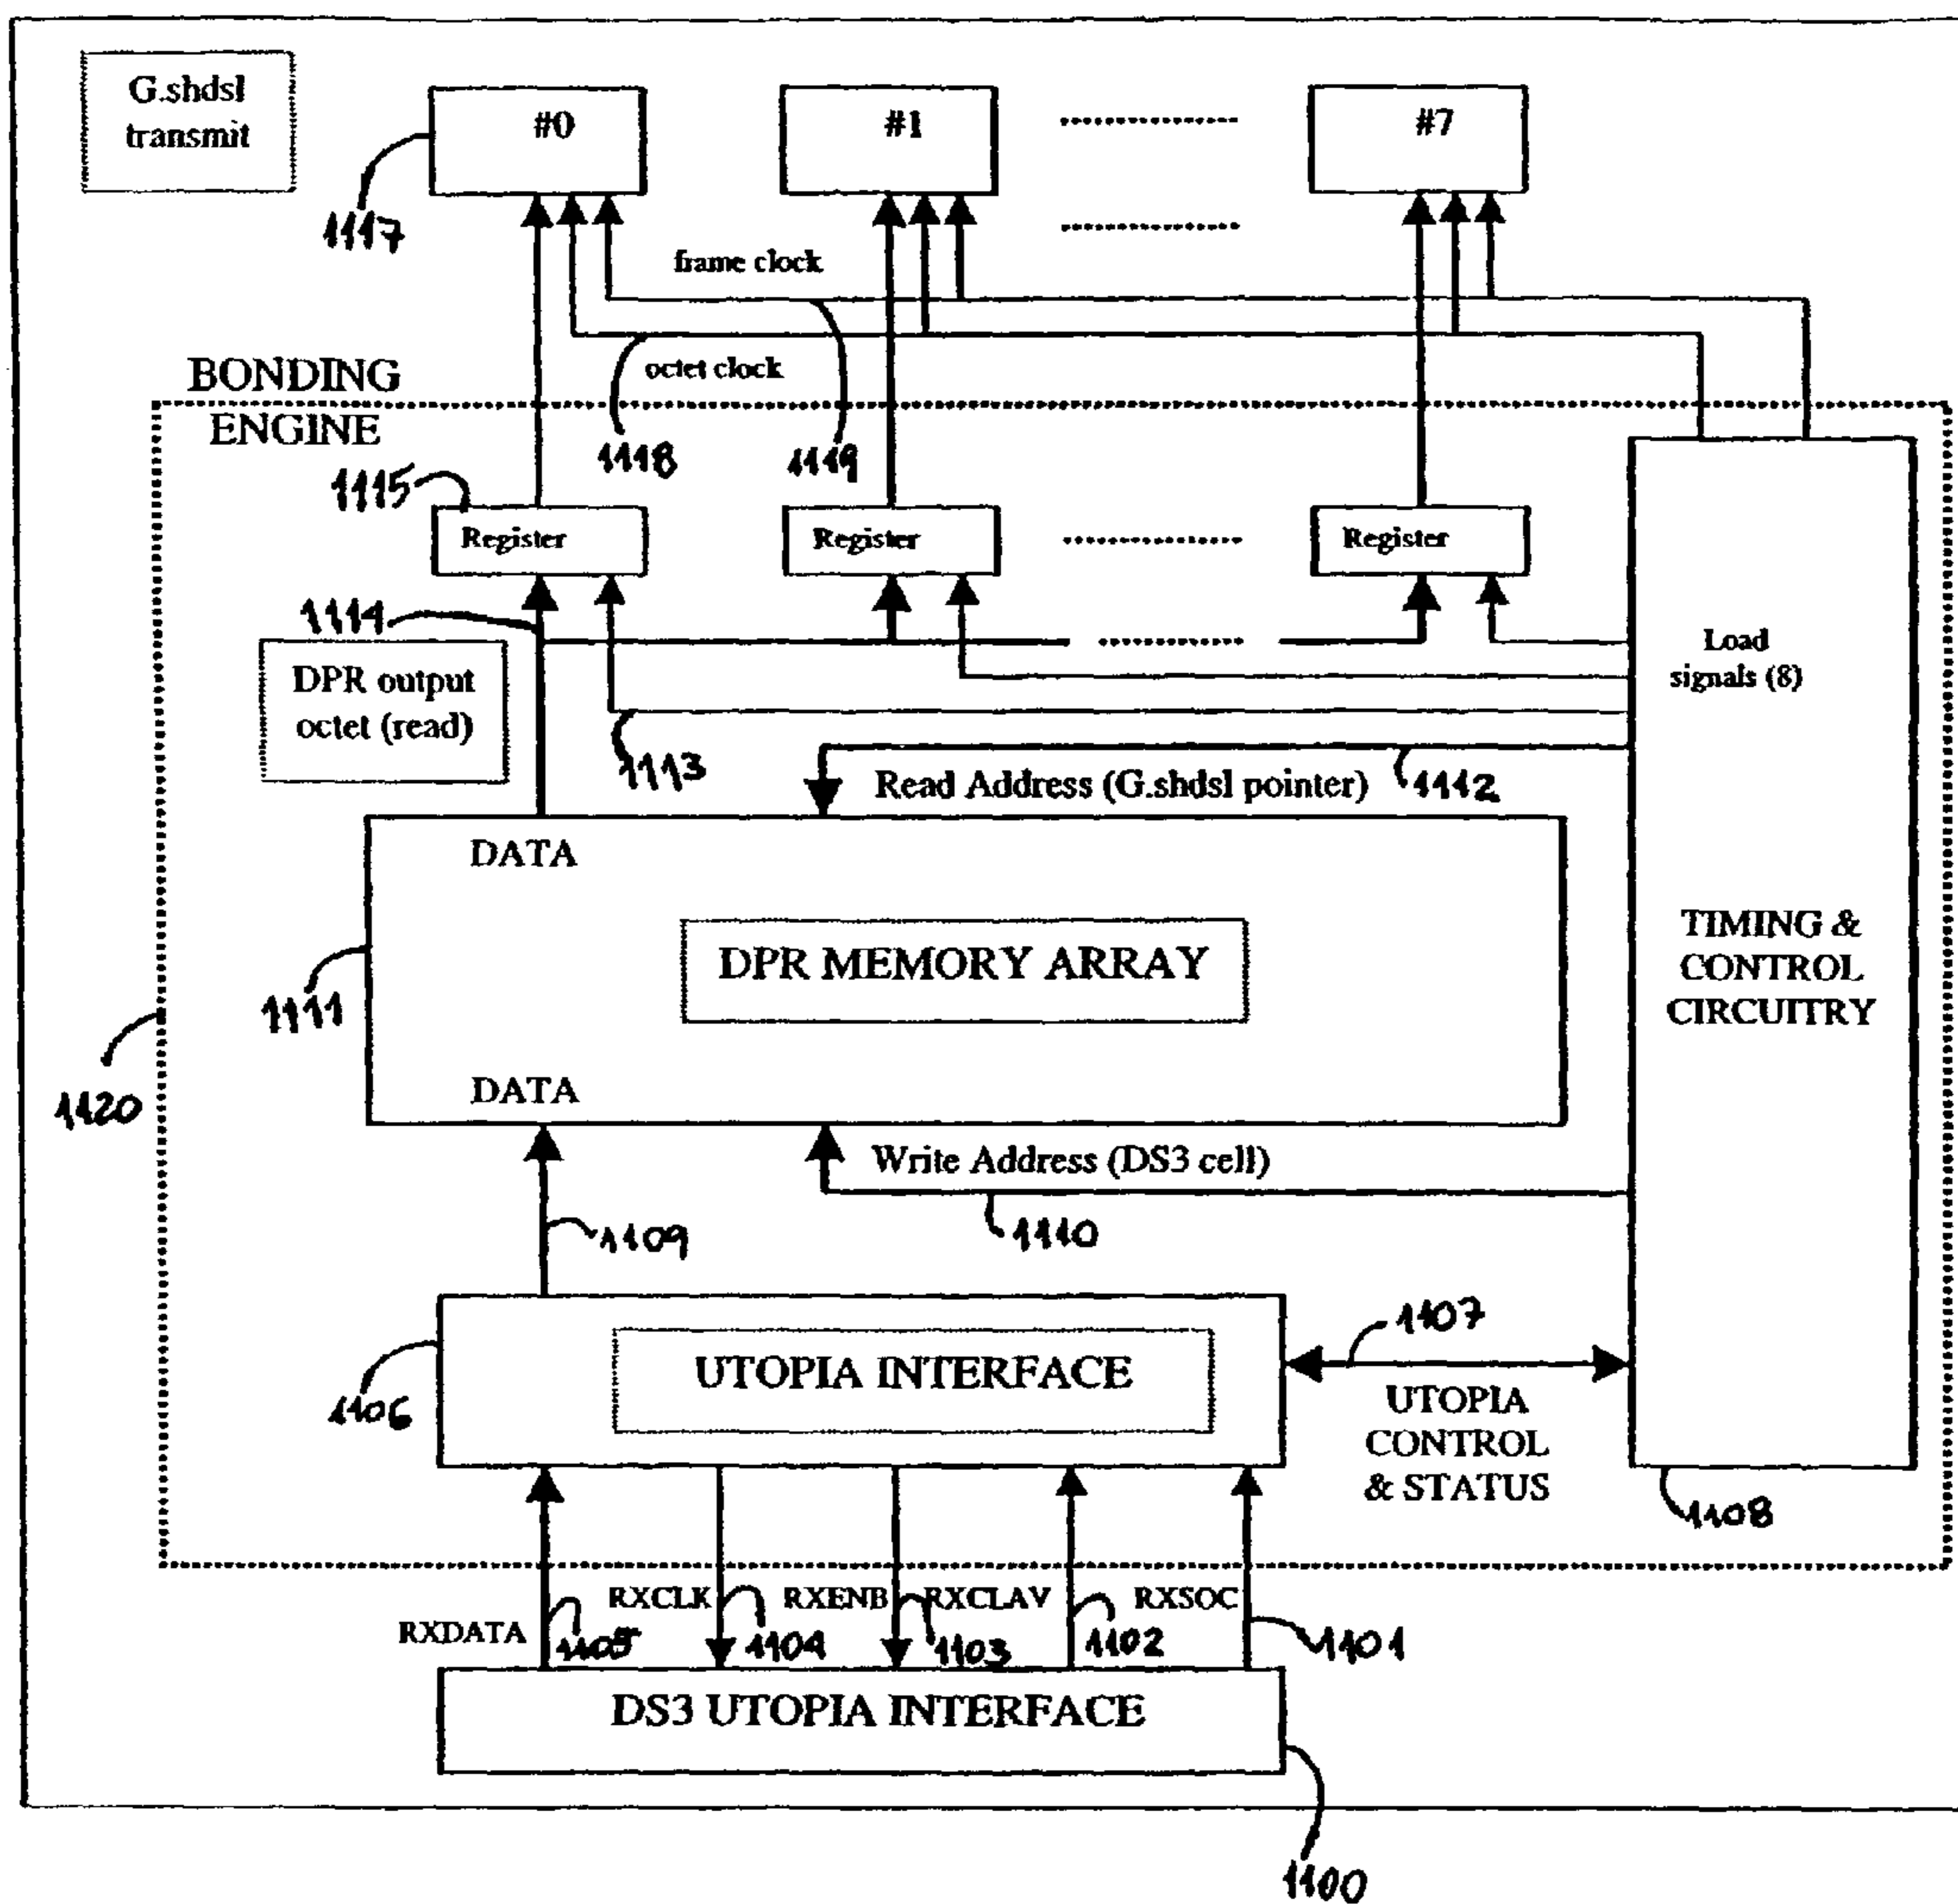 G.shdsl
transmit
#0
#1
#7
1117
frame clock
octet clock
BONDING
ENGINE
1118
1119
1115
Register
Register
Register
1114
DPR output
octet (read)
Load
signals (8)
1113
Read Address (G.shdsl pointer)
1112
DATA
DPR MEMORY ARRAY
TIMING &
CONTROL
CIRCUITRY
1111
DATA
1120
Write Address (DS3 cell)
1109
1110
1107
UTOPIA INTERFACE
1106
UTOPIA
CONTROL
& STATUS
1108
RXDATA
RXCLK
RXENB
RXCLAV
RXSOC
1105
1104
1103
1102
1101
DS3 UTOPIA INTERFACE
1100